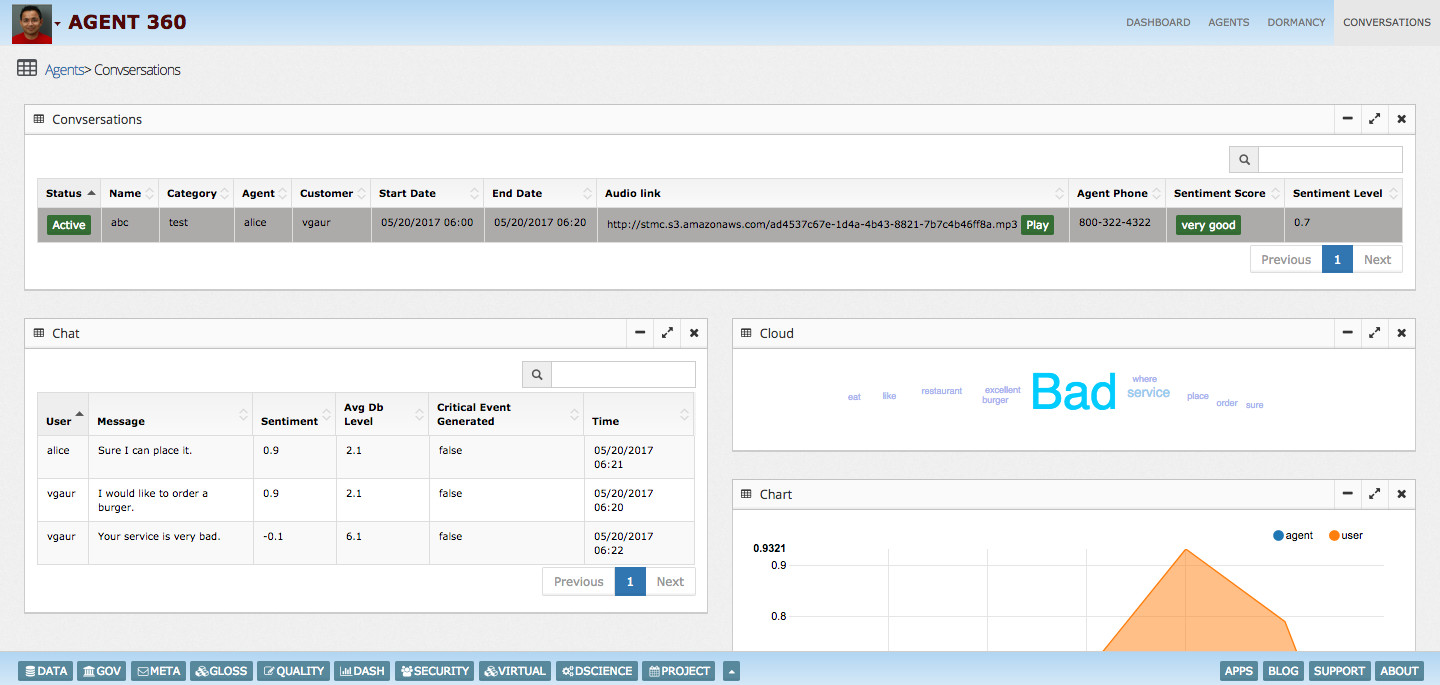 AGENT 360
DASHBOARD AGENTS DORMANCY CONVERSATIONS
Agents> Convsersations
Convsersations
Status Name Category Agent Customer Start Date End Date Audio link Agent Phone Sentiment Score Sentiment Level
Active abc test alice vgaur 05/20/2017 06:00 05/20/2017 06:20 http://stmc.s3.amazonaws.com/ad4537c67e-1d4a-4b43-8821-7b7c4b46ff8a.mp3 Play 800-322-4322 very good 0.7
Previous 1 Next
Chat
User Message Sentiment Avg Db Level Critical Event Generated Time
alice Sure I can place it. 0.9 2.1 false 05/20/2017 06:21
vgaur I would like to order a burger. 0.9 2.1 false 05/20/2017 06:20
vgaur Your service is very bad. -0.1 6.1 false 05/20/2017 06:22
Previous 1 Next
Cloud
eat like restaurant excellent burger Bad where service place order sure
Chart
agent user
0.9321
0.9
0.8
DATA GOV META GLOSS QUALITY DASH SECURITY VIRTUAL DSCIENCE PROJECT APPS BLOG SUPPORT ABOUT